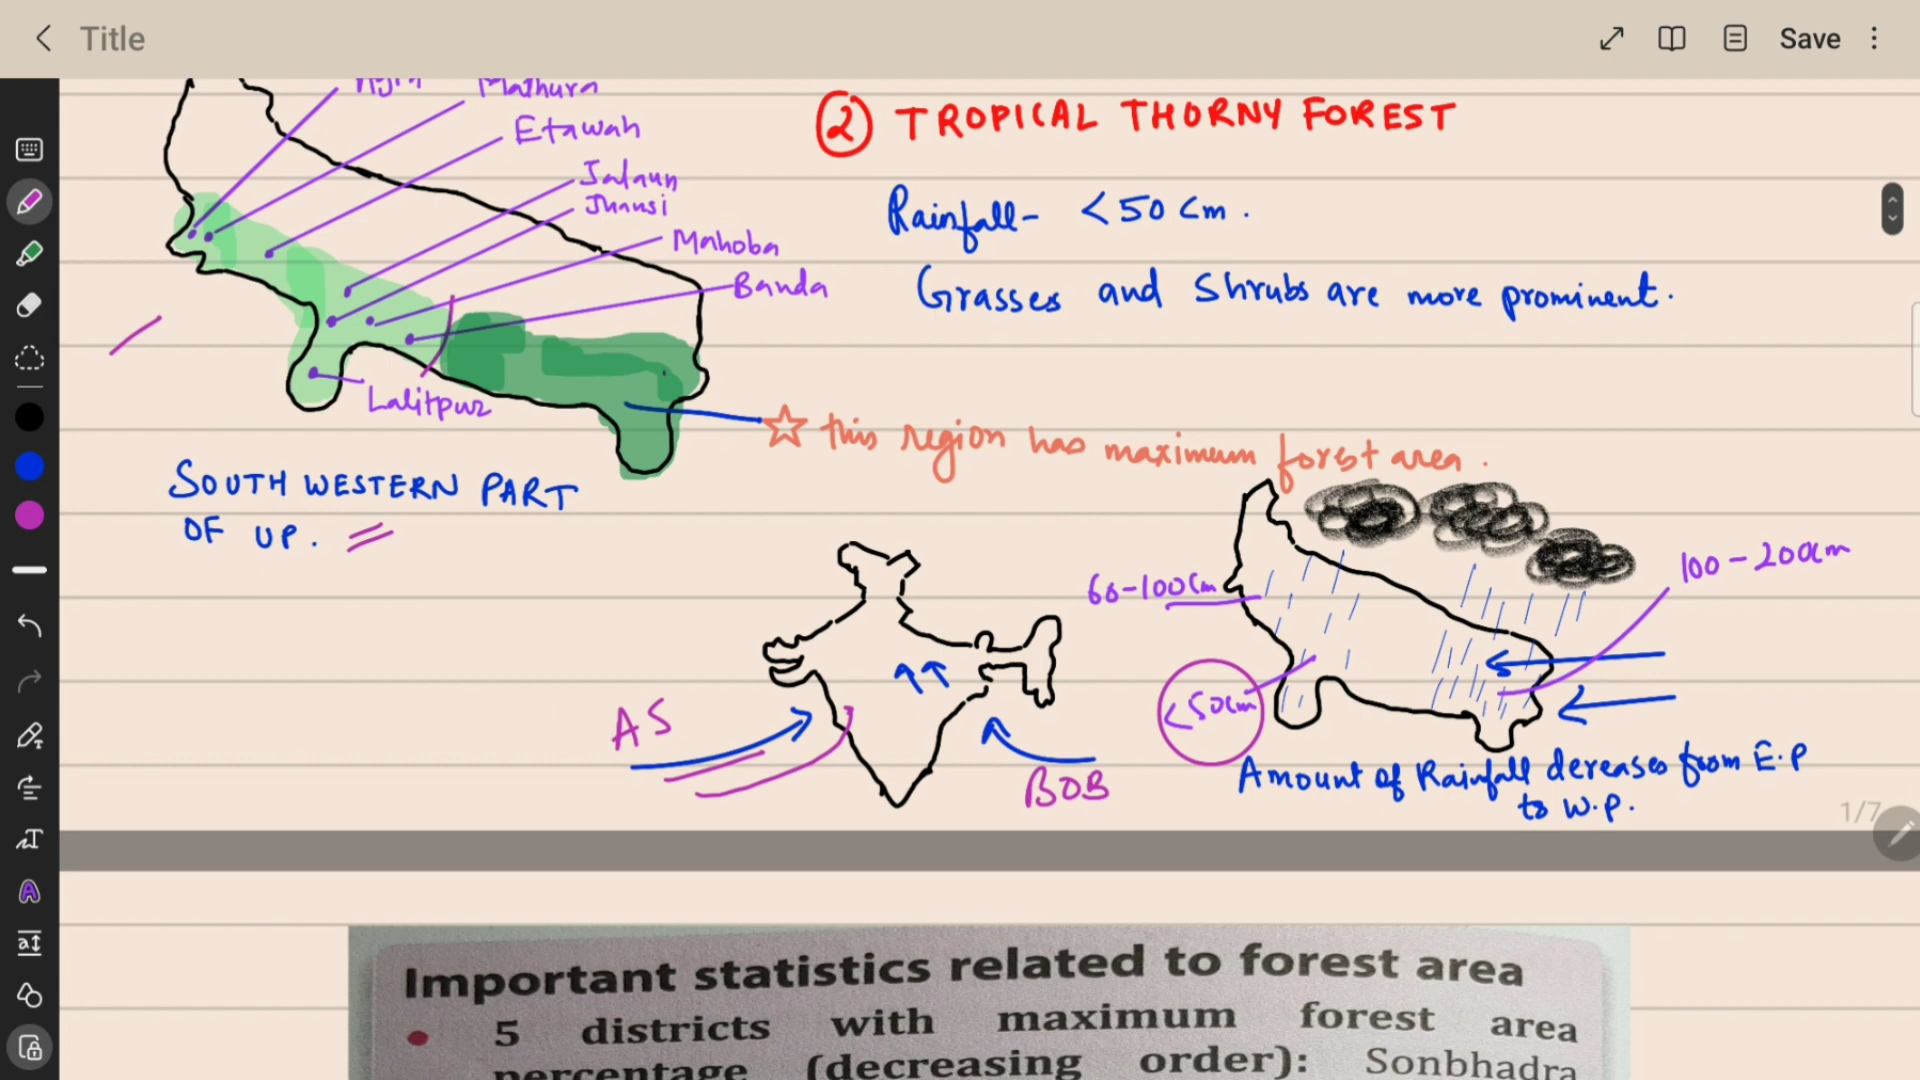 Title
Save
Agra
Mathura
Etawah
Jalaun
Jhansi
Mahoba
Banda
Lalitpur
SOUTH WESTERN PART
OF UP.
2 TROPICAL THORNY FOREST
Rainfall- <50 cm.
Grasses and Shrubs are more prominent.
☆ this region has maximum forest area.
60-100cm
100-200cm
<50cm
AS
BOB
Amount of Rainfall dereases from E.P
to W.P.
1/7
Important statistics related to forest area
• 5 districts with maximum forest area
percentage (decreasing order): Sonbhadra